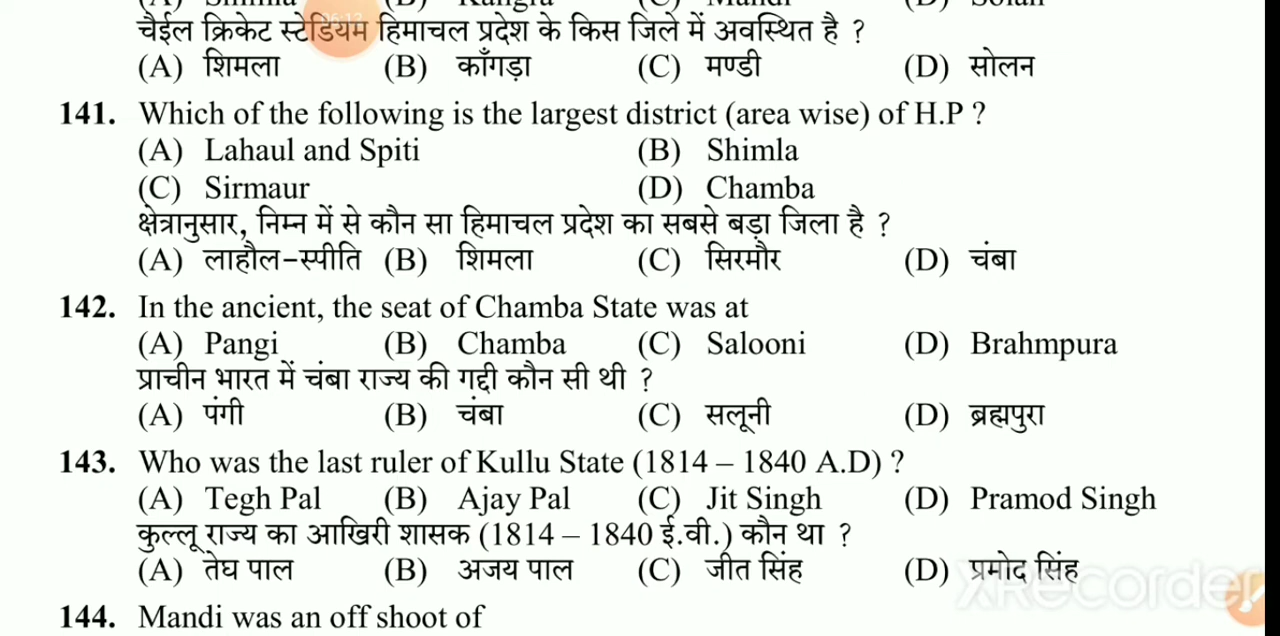 चैईल क्रिकेट स्टेडियम हिमाचल प्रदेश के किस जिले में अवस्थित है ?
(A) शिमला (B) काँगड़ा (C) मण्डी (D) सोलन
141. Which of the following is the largest district (area wise) of H.P ?
(A) Lahaul and Spiti (B) Shimla
(C) Sirmaur (D) Chamba
क्षेत्रानुसार, निम्न में से कौन सा हिमाचल प्रदेश का सबसे बड़ा जिला है ?
(A) लाहौल-स्पीति (B) शिमला (C) सिरमौर (D) चंबा
142. In the ancient, the seat of Chamba State was at
(A) Pangi (B) Chamba (C) Salooni (D) Brahmpura
प्राचीन भारत में चंबा राज्य की गद्दी कौन सी थी ?
(A) पंगी (B) चंबा (C) सलूनी (D) ब्रह्मपुरा
143. Who was the last ruler of Kullu State (1814 – 1840 A.D) ?
(A) Tegh Pal (B) Ajay Pal (C) Jit Singh (D) Pramod Singh
कुल्लू राज्य का आखिरी शासक (1814 – 1840 ई.वी.) कौन था ?
(A) तेघ पाल (B) अजय पाल (C) जीत सिंह (D) प्रमोद सिंह
XRecorder
144. Mandi was an off shoot of